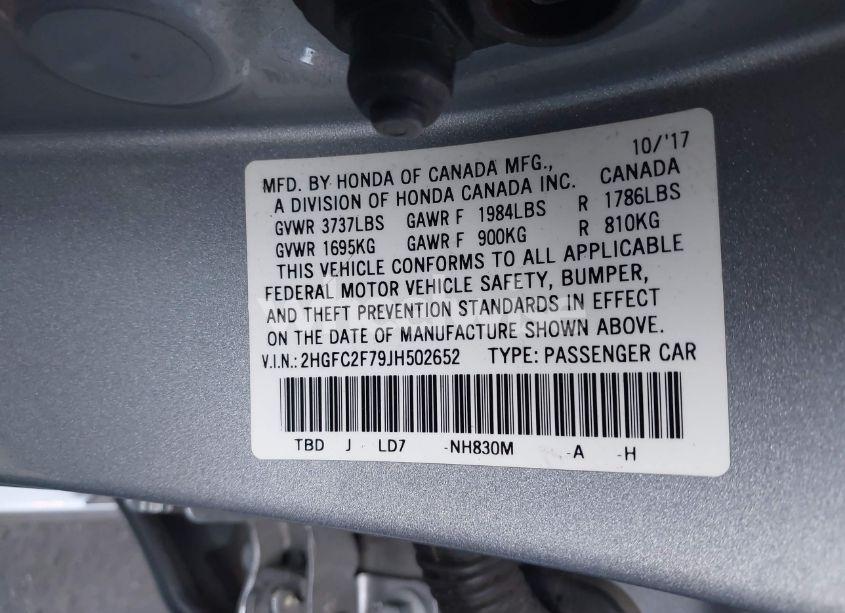 10/'17
MFD. BY HONDA OF CANADA MFG., CANADA
A DIVISION OF HONDA CANADA INC.
GVWR 3737LBS GAWR F 1984LBS R 1786LBS
GVWR 1695KG GAWR F 900KG R 810KG
THIS VEHICLE CONFORMS TO ALL APPLICABLE
FEDERAL MOTOR VEHICLE SAFETY, BUMPER,
AND THEFT PREVENTION STANDARDS IN EFFECT
ON THE DATE OF MANUFACTURE SHOWN ABOVE.
V.I.N.: 2HGFC2F79JH502652 TYPE: PASSENGER CAR
TBD J LD7 -NH830M -A -H